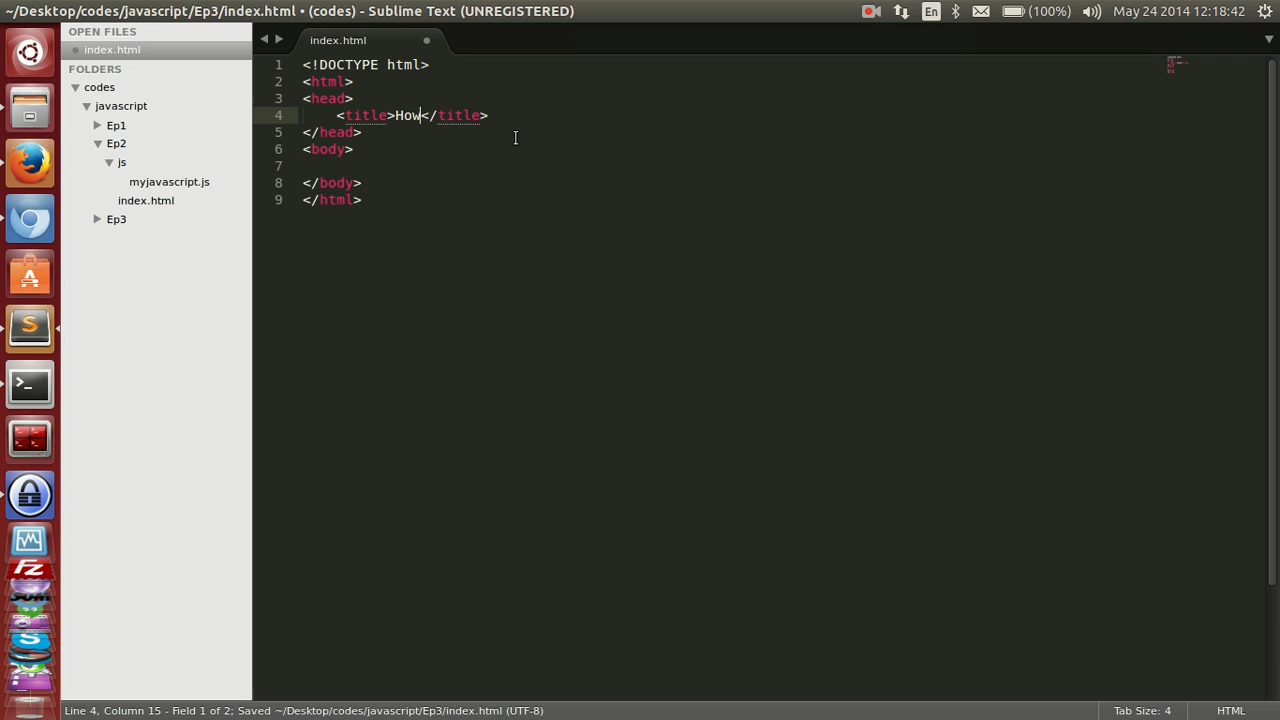 ~/Desktop/codes/javascript/Ep3/index.html • (codes) - Sublime Text (UNREGISTERED)
En
(100%)
May 24 2014 12:18:42
OPEN FILES
index.html
FOLDERS
codes
javascript
Ep1
Ep2
js
myjavascript.js
index.html
Ep3
index.html
1 <!DOCTYPE html>
2 <html>
3 <head>
4 <title>How</title>
5 </head>
6 <body>
7
8 </body>
9 </html>
Line 4, Column 15 - Field 1 of 2; Saved ~/Desktop/codes/javascript/Ep3/index.html (UTF-8)
Tab Size: 4
HTML